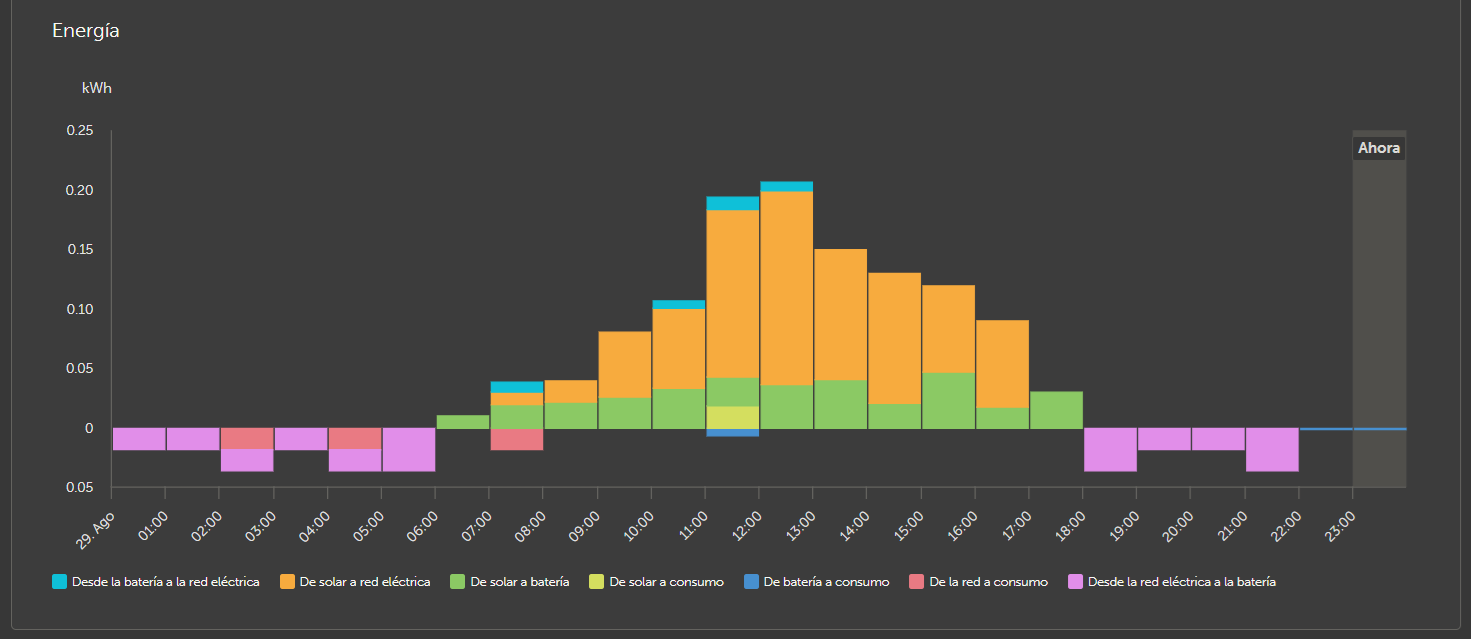 Energía
kWh
0.25
Ahora
0.20
0.15
0.10
0.05
0
0.05
29. Ago 01:00 02:00 03:00 04:00 05:00 06:00 07:00 08:00 09:00 10:00 11:00 12:00 13:00 14:00 15:00 16:00 17:00 18:00 19:00 20:00 21:00 22:00 23:00
Desde la batería a la red eléctrica De solar a red eléctrica De solar a batería De solar a consumo De batería a consumo De la red a consumo Desde la red eléctrica a la batería